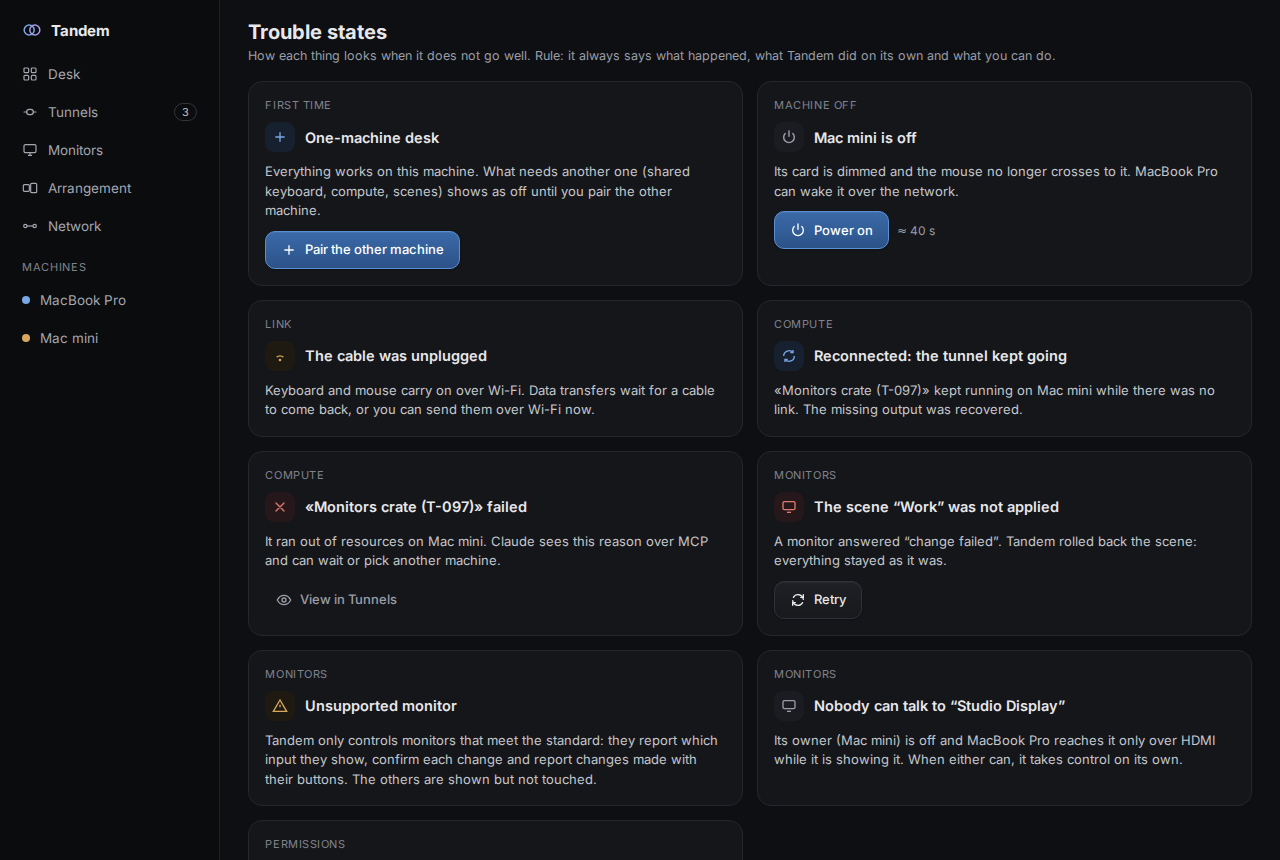 Tandem
Desk
Tunnels 3
Monitors
Arrangement
Network
MACHINES
MacBook Pro
Mac mini
Trouble states
How each thing looks when it does not go well. Rule: it always says what happened, what Tandem did on its own and what you can do.
FIRST TIME
One-machine desk
Everything works on this machine. What needs another one (shared
keyboard, compute, scenes) shows as off until you pair the other
machine.
Pair the other machine
MACHINE OFF
Mac mini is off
Its card is dimmed and the mouse no longer crosses to it. MacBook Pro
can wake it over the network.
Power on ≈ 40 s
LINK
The cable was unplugged
Keyboard and mouse carry on over Wi-Fi. Data transfers wait for a cable
to come back, or you can send them over Wi-Fi now.
COMPUTE
Reconnected: the tunnel kept going
«Monitors crate (T-097)» kept running on Mac mini while there was no
link. The missing output was recovered.
COMPUTE
«Monitors crate (T-097)» failed
It ran out of resources on Mac mini. Claude sees this reason over MCP
and can wait or pick another machine.
View in Tunnels
MONITORS
The scene “Work” was not applied
A monitor answered “change failed”. Tandem rolled back the scene:
everything stayed as it was.
Retry
MONITORS
Unsupported monitor
Tandem only controls monitors that meet the standard: they report which
input they show, confirm each change and report changes made with
their buttons. The others are shown but not touched.
MONITORS
Nobody can talk to “Studio Display”
Its owner (Mac mini) is off and MacBook Pro reaches it only over HDMI
while it is showing it. When either can, it takes control on its own.
PERMISSIONS